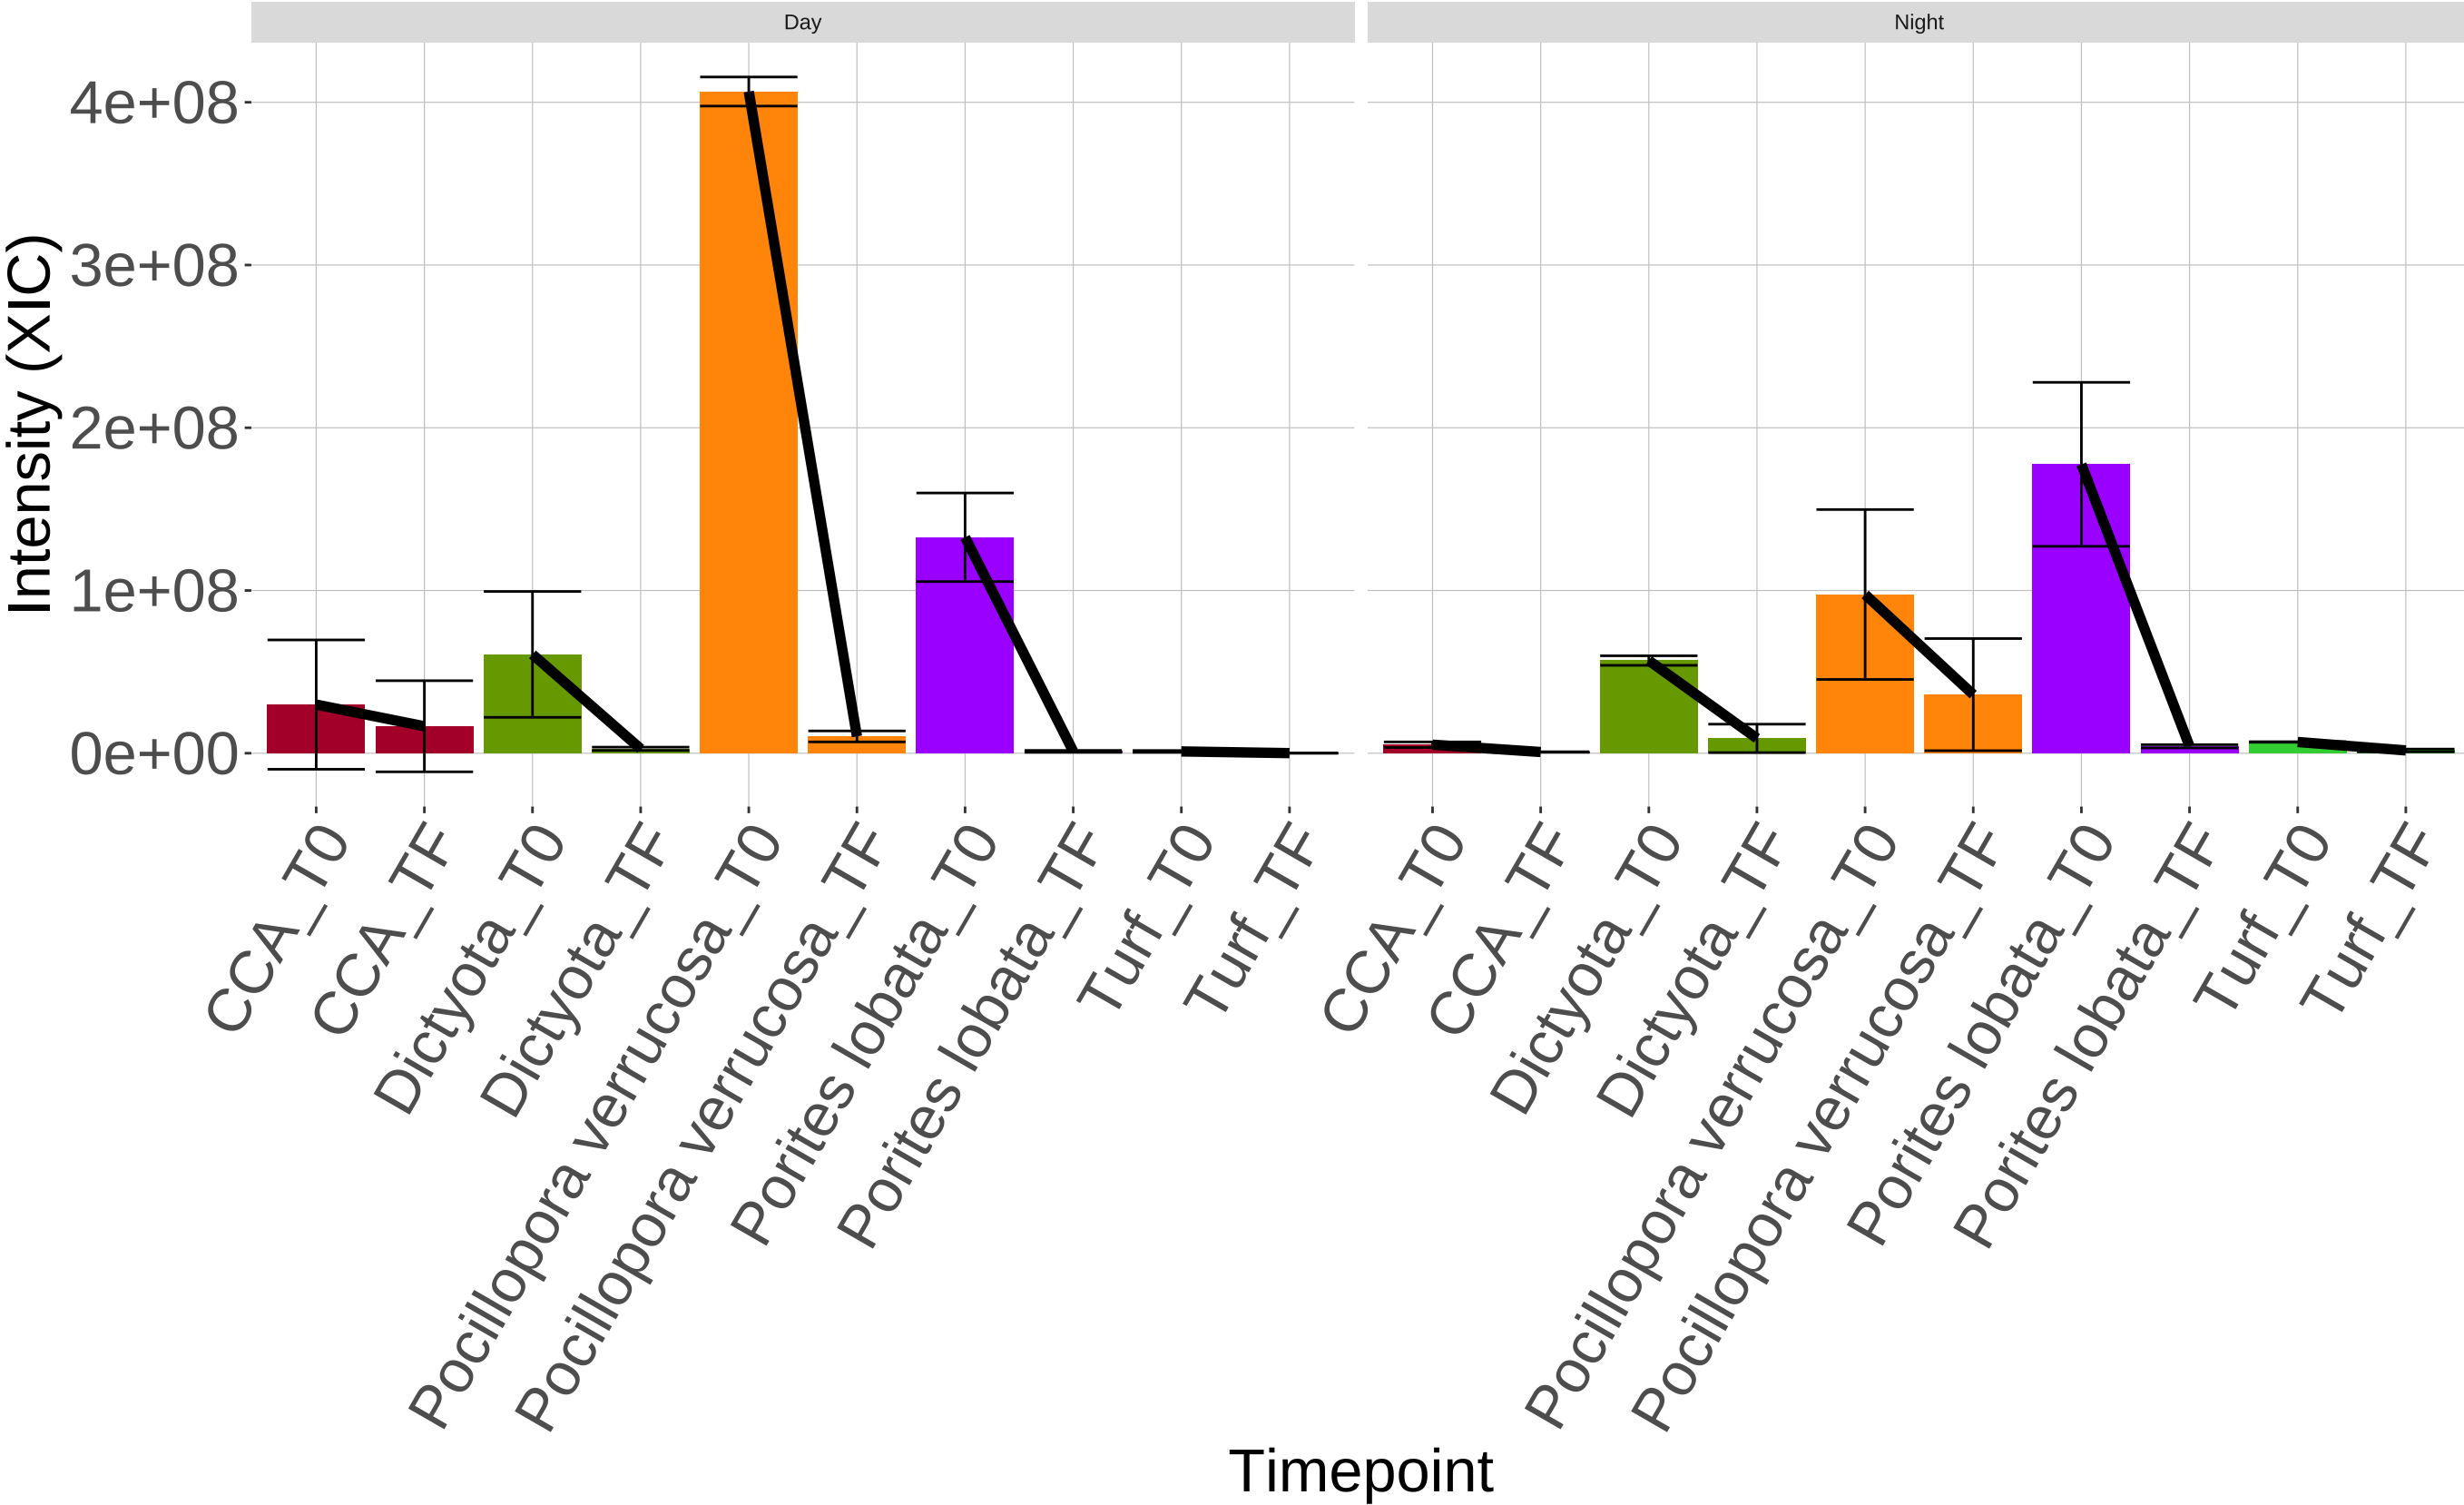 Day
Night
Intensity (XIC)
4e+08
3e+08
2e+08
1e+08
0e+00
CCA_T0
CCA_TF
Dictyota_T0
Dictyota_TF
Pocillopora verrucosa_T0
Pocillopora verrucosa_TF
Porites lobata_T0
Porites lobata_TF
Turf_T0
Turf_TF
CCA_T0
CCA_TF
Dictyota_T0
Dictyota_TF
Pocillopora verrucosa_T0
Pocillopora verrucosa_TF
Porites lobata_T0
Porites lobata_TF
Turf_T0
Turf_TF
Timepoint